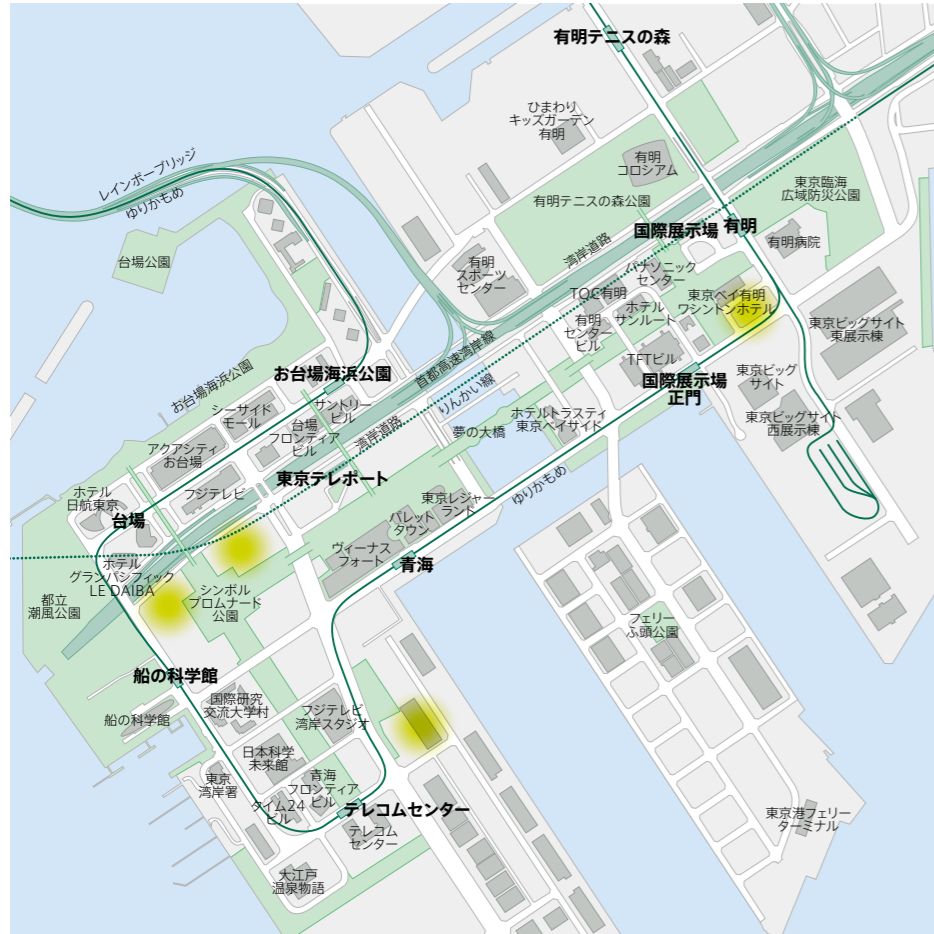 有明テニスの森
ひまわり
キッズガーデン
有明
有明
コロシアム
レインボーブリッジ
ゆりかもめ
東京臨海
広域防災公園
有明テニスの森公園
国際展示場
有明
有明病院
台場公園
湾岸道路
有明
スポーツ
センター
パナソニック
センター
TOC有明
東京ベイ有明
ワシントンホテル
ホテル
サンルート
有明
センター
ビル
東京ビッグサイト
東展示棟
首都高速湾岸線
TFTビル
お台場海浜公園
国際展示場
正門
東京ビッグ
サイト
りんかい線
お台場海浜公園
シーサイド
モール
サントリー
ビル
台場
フロンティア
ビル
湾岸道路
夢の大橋
ホテルトラスティ
東京ベイサイド
東京ビッグサイト
西展示棟
アクアシティ
お台場
東京テレポート
ゆりかもめ
ホテル
日航東京
フジテレビ
東京レジャー
ランド
パレット
タウン
台場
ヴィーナス
フォート
青海
ホテル
グランパシフィック
LE DAIBA
シンボル
プロムナード
公園
都立
潮風公園
フェリー
ふ頭公園
船の科学館
国際研究
交流大学村
船の科学館
フジテレビ
湾岸スタジオ
日本科学
未来館
東京
湾岸署
青海
フロンティア
ビル
タイム24
ビル
テレコムセンター
テレコム
センター
東京港フェリー
ターミナル
大江戸
温泉物語